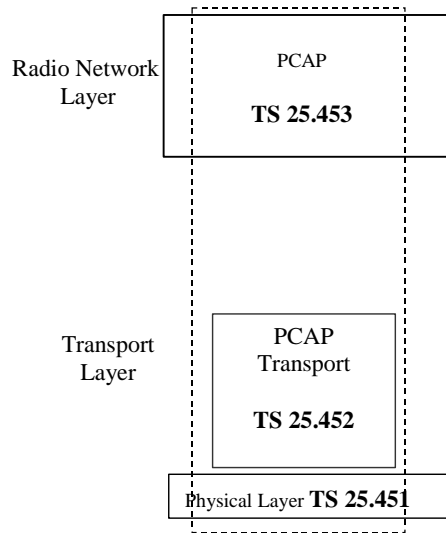 Radio Network
Layer
PCAP
TS 25.453
Transport
Layer
PCAP
Transport
TS 25.452
Physical Layer TS 25.451